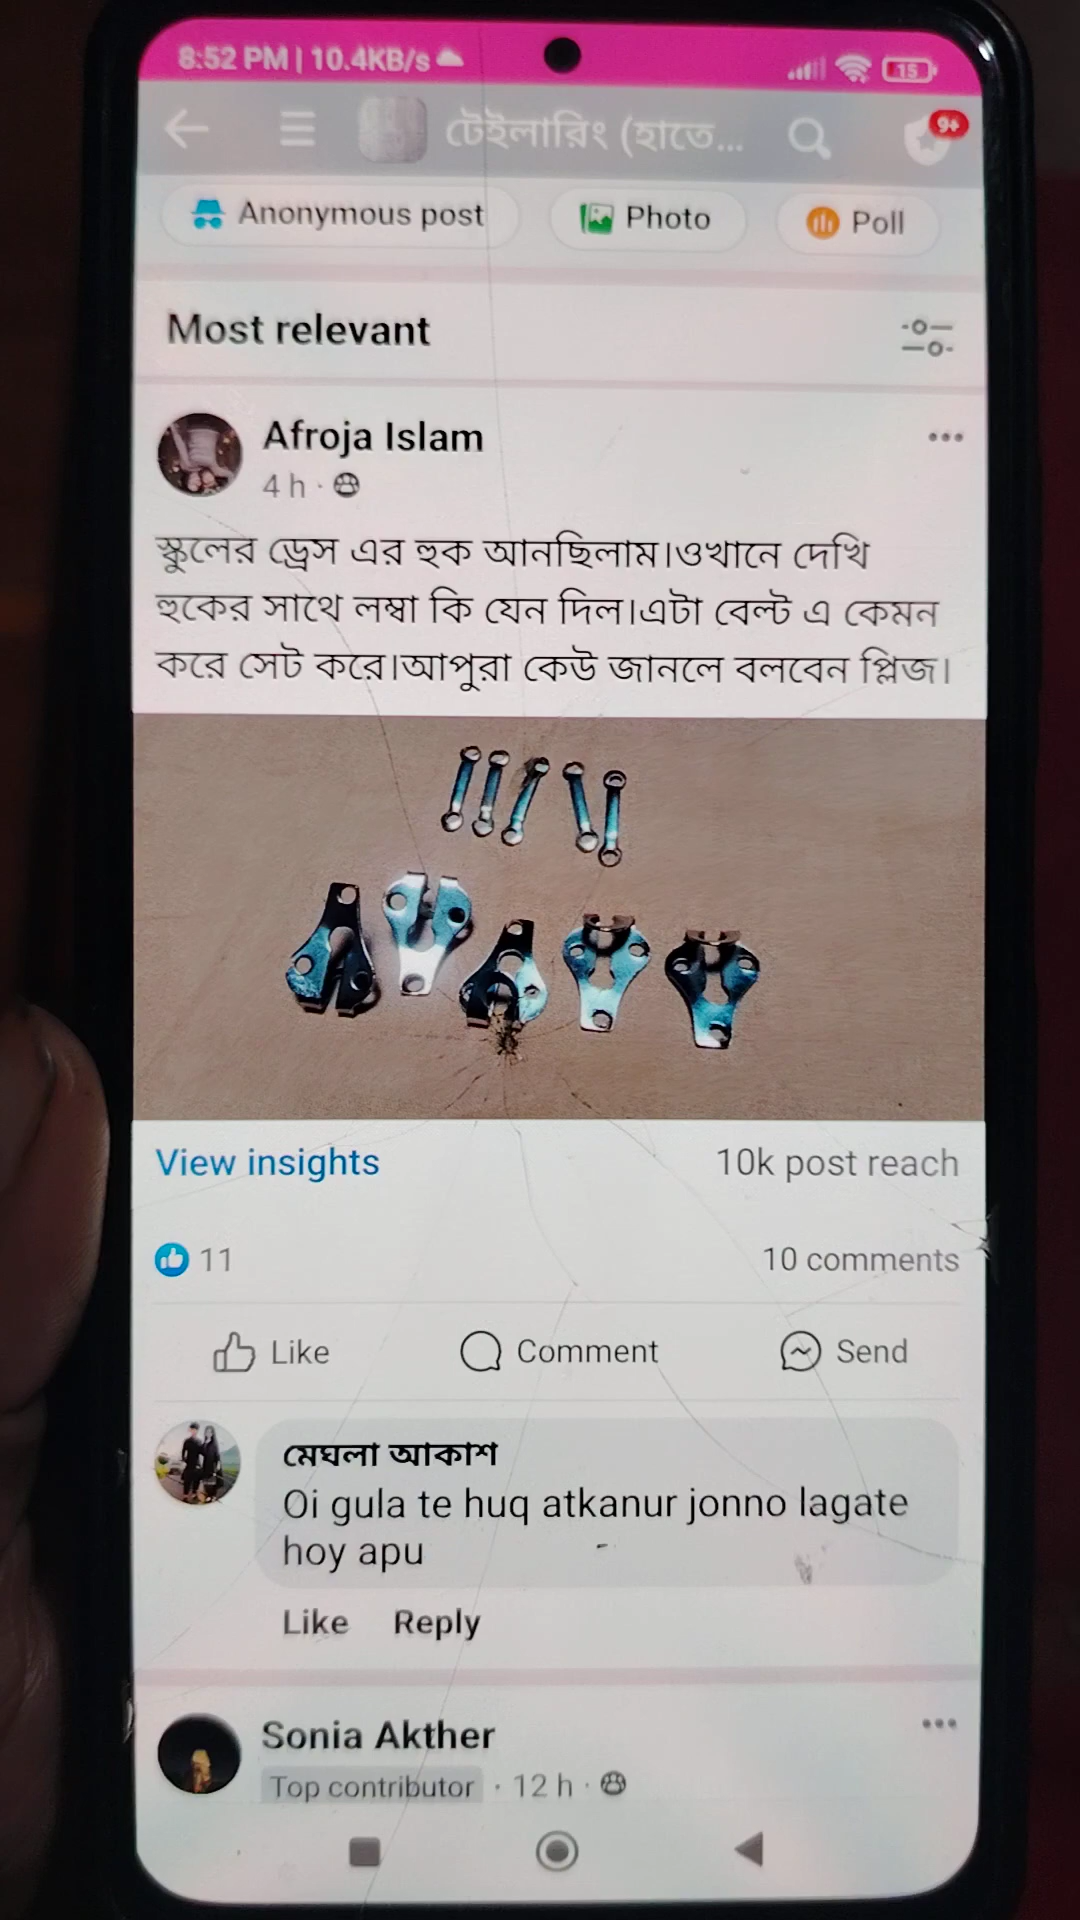 8:52 PM | 10.4KB/s
15
টেইলারিং (হাতে...
9+
Anonymous post
Photo
Poll
Most relevant
Afroja Islam
4 h ·
স্কুলের ড্রেস এর হুক আনছিলাম।ওখানে দেখি
হুকের সাথে লম্বা কি যেন দিল।এটা বেল্ট এ কেমন
করে সেট করে।আপুরা কেউ জানলে বলবেন প্লিজ।
View insights
10k post reach
11
10 comments
Like
Comment
Send
মেঘলা আকাশ
Oi gula te huq atkanur jonno lagate
hoy apu
Like
Reply
Sonia Akther
Top contributor · 12 h ·